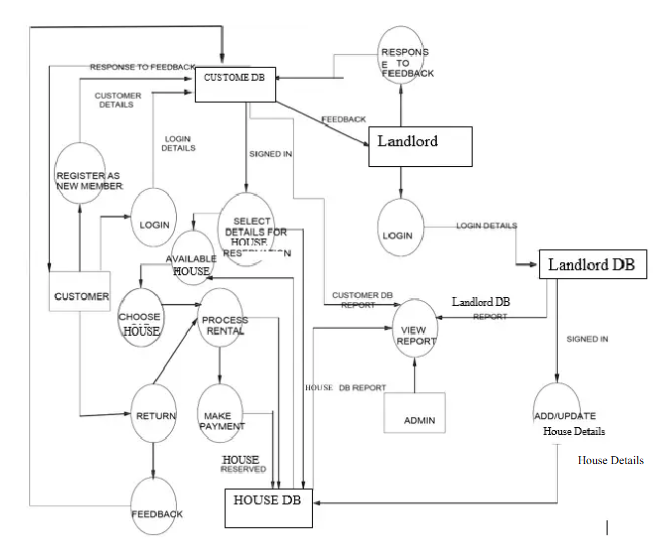 RESPONS
E TO
FEEDBACK
RESPONSE TO FEEDBACK
CUSTOME DB
CUSTOMER
DETAILS
FEEDBACK
Landlord
LOGIN
DETAILS
SIGNED IN
REGISTER AS
NEW MEMBER
LOGIN
SELECT
DETAILS FOR
HOUSE
RESERVATION
LOGIN
LOGIN DETAILS
AVAILABLE
HOUSE
Landlord DB
CUSTOMER
CUSTOMER DB
REPORT
Landlord DB
REPORT
CHOOSE
HOUSE
PROCESS
RENTAL
VIEW
REPORT
SIGNED IN
HOUSE DB REPORT
RETURN
MAKE
PAYMENT
ADMIN
ADD/UPDATE
House Details
HOUSE
RESERVED
House Details
HOUSE DB
FEEDBACK